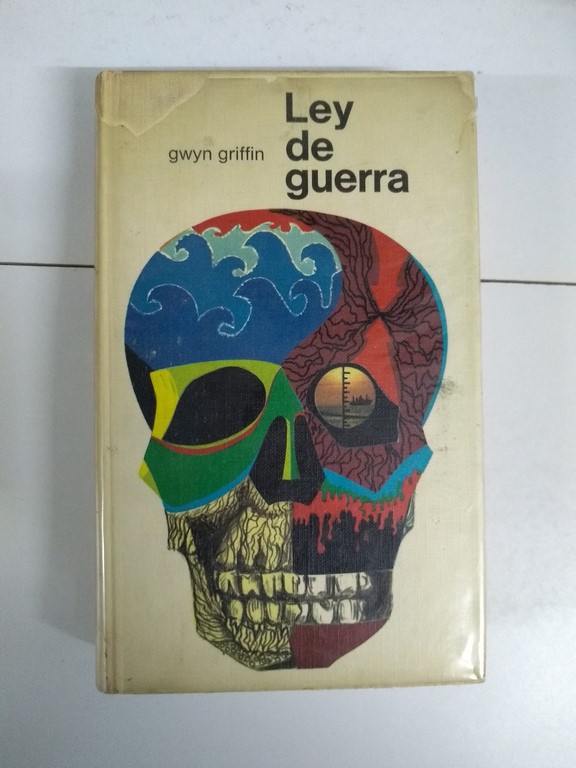 Ley
de
gwyn griffin
guerra